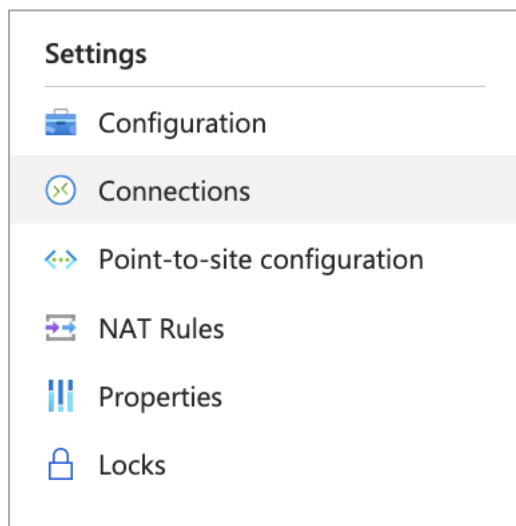 Settings
Configuration
Connections
Point-to-site configuration
NAT Rules
Properties
Locks